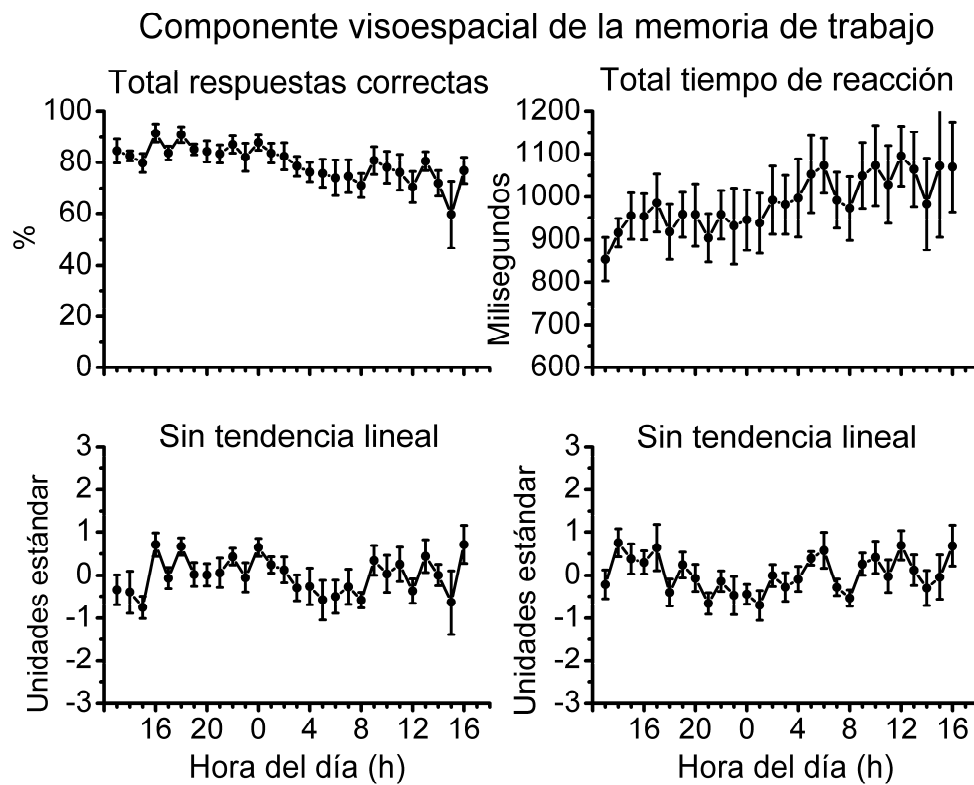 Componente visoespacial de la memoria de trabajo
Total respuestas correctas
Total tiempo de reacción
100
80
60
40
20
0
%
1200
1100
1000
900
800
700
600
Milisegundos
Sin tendencia lineal
Sin tendencia lineal
3
2
1
0
-1
-2
-3
Unidades estándar
16 20 0 4 8 12 16
Hora del día (h)
3
2
1
0
-1
-2
-3
Unidades estándar
16 20 0 4 8 12 16
Hora del día (h)